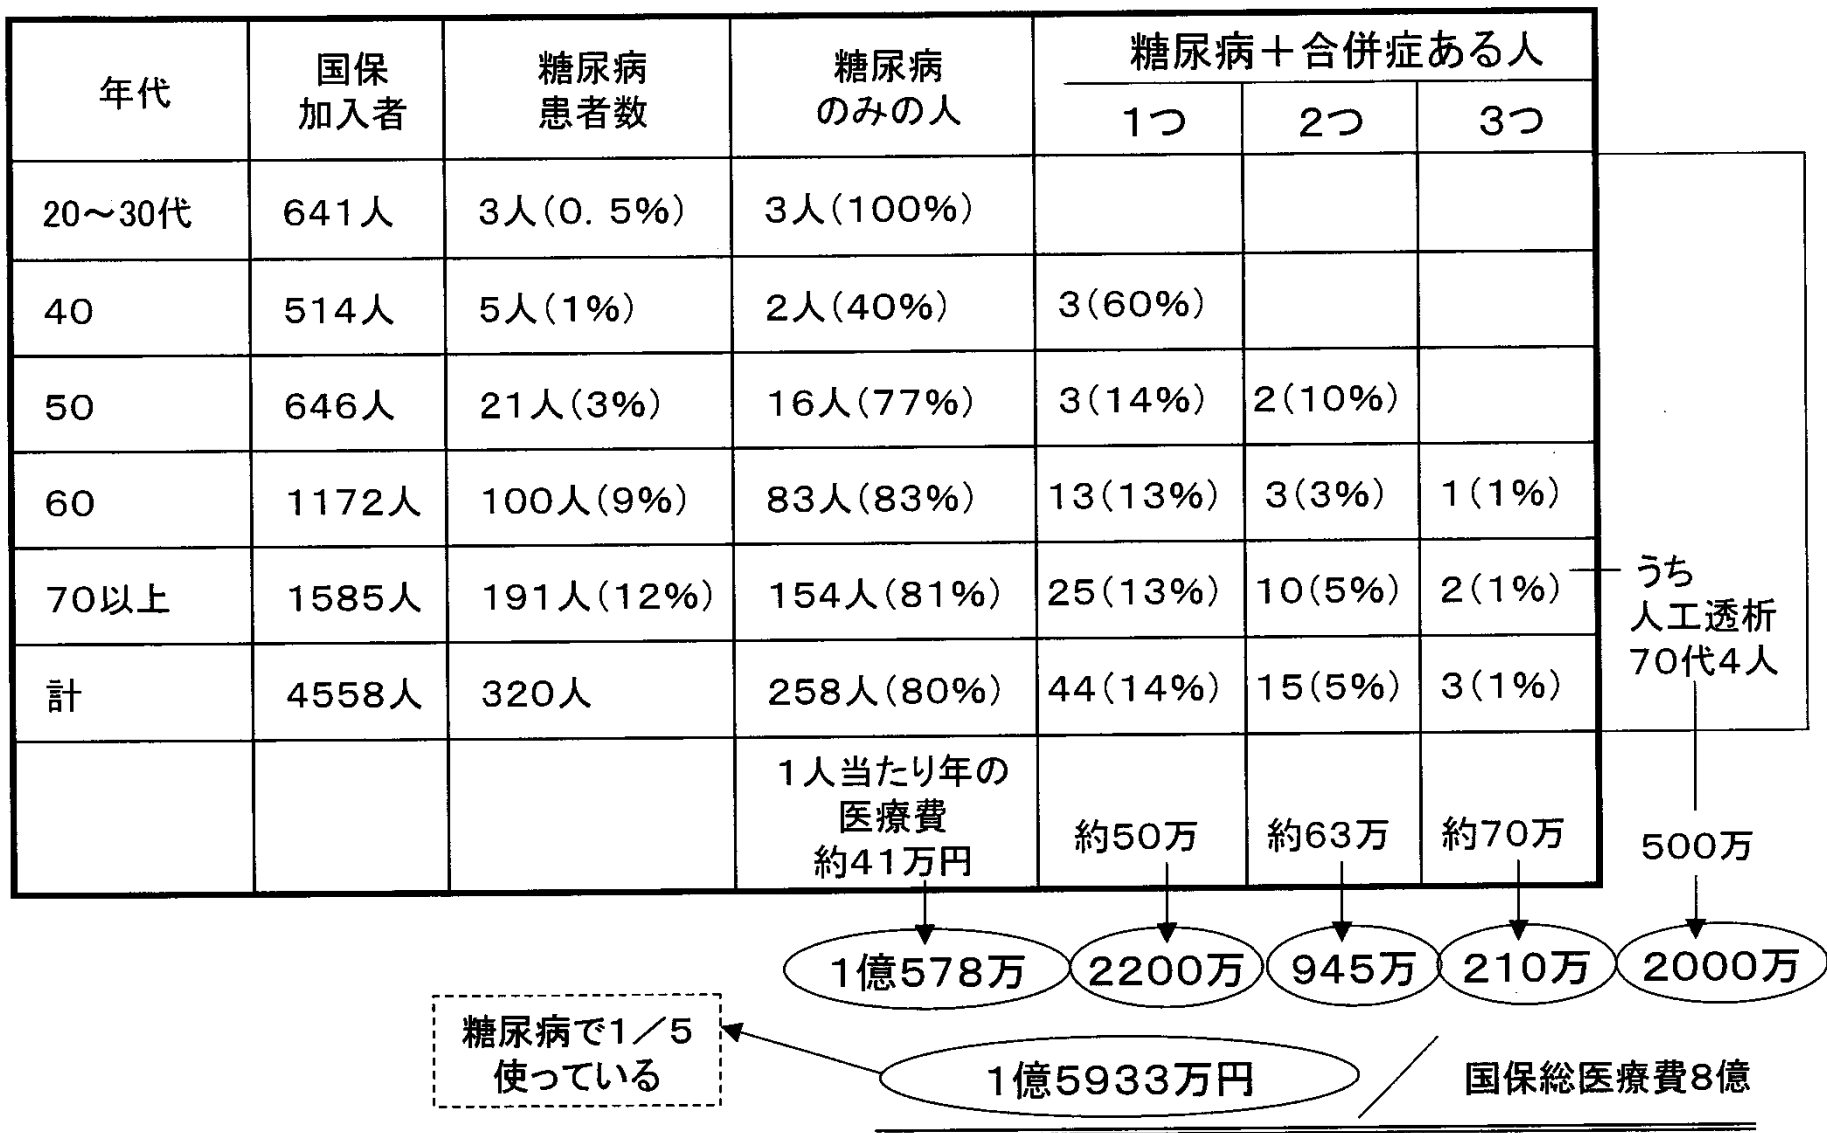 年代 国保加入者 糖尿病患者数 糖尿病のみの人 糖尿病＋合併症ある人
1つ 2つ 3つ
20～30代 641人 3人(0. 5%) 3人(100%)
40 514人 5人(1%) 2人(40%) 3(60%)
50 646人 21人(3%) 16人(77%) 3(14%) 2(10%)
60 1172人 100人(9%) 83人(83%) 13(13%) 3(3%) 1(1%)
70以上 1585人 191人(12%) 154人(81%) 25(13%) 10(5%) 2(1%)
計 4558人 320人 258人(80%) 44(14%) 15(5%) 3(1%)
うち
人工透析
70代4人
1人当たり年の
医療費
約41万円 約50万 約63万 約70万 500万
1億578万 2200万 945万 210万 2000万
糖尿病で1／5
使っている
1億5933万円 ／ 国保総医療費8億